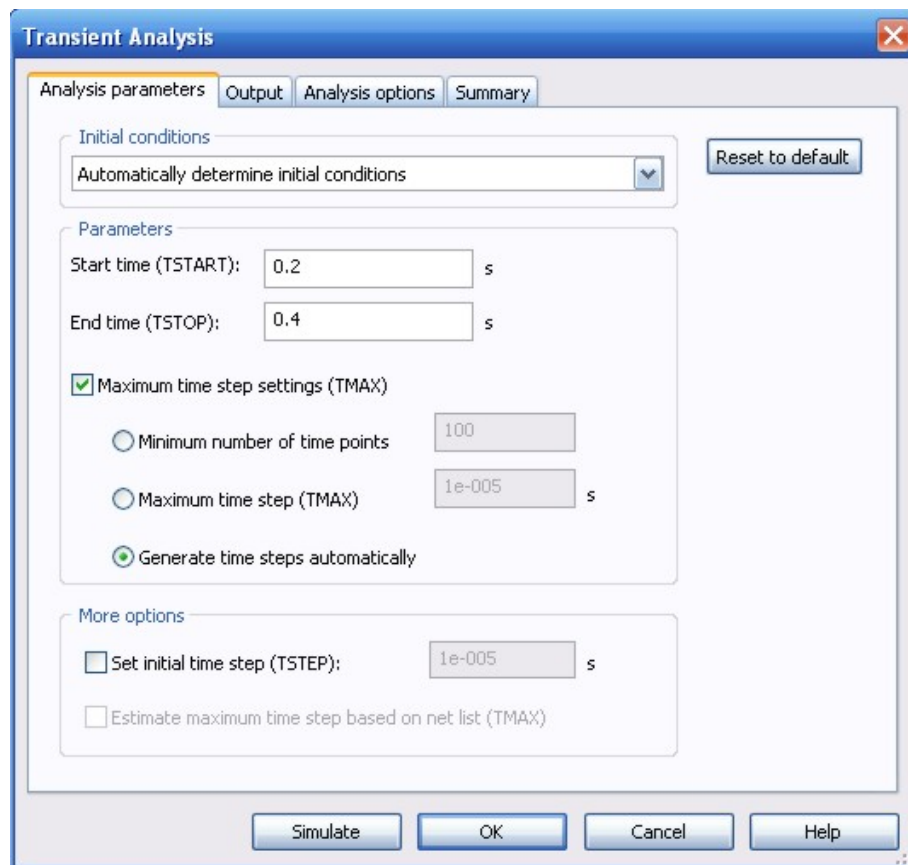 Transient Analysis
Analysis parameters Output Analysis options Summary
Initial conditions
Automatically determine initial conditions
Reset to default
Parameters
Start time (TSTART): 0.2 s
End time (TSTOP): 0.4 s
Maximum time step settings (TMAX)
Minimum number of time points 100
Maximum time step (TMAX) 1e-005 s
Generate time steps automatically
More options
Set initial time step (TSTEP): 1e-005 s
Estimate maximum time step based on net list (TMAX)
Simulate OK Cancel Help